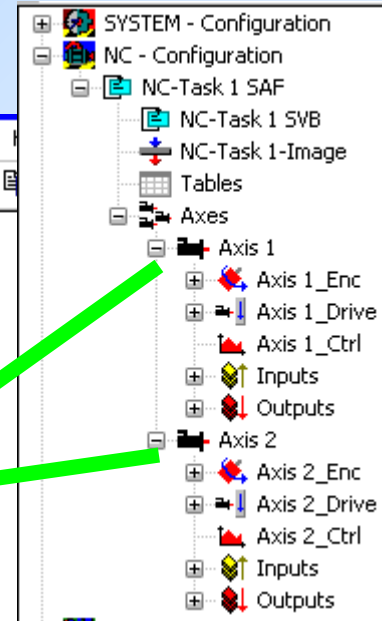 SYSTEM - Configuration
NC - Configuration
NC-Task 1 SAF
NC-Task 1 SVB
NC-Task 1-Image
Tables
Axes
Axis 1
Axis 1_Enc
Axis 1_Drive
Axis 1_Ctrl
Inputs
Outputs
Axis 2
Axis 2_Enc
Axis 2_Drive
Axis 2_Ctrl
Inputs
Outputs